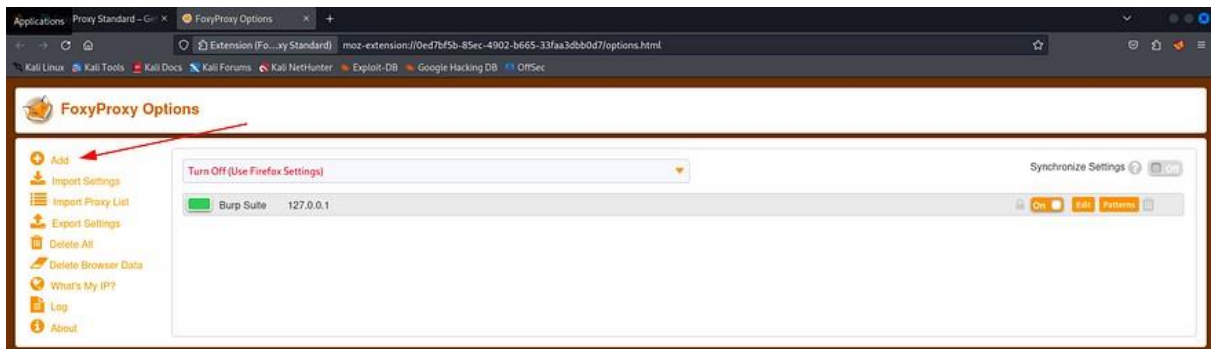 Applications Proxy Standard – Ge × FoxyProxy Options × +
Extension (Fo...xy Standard) moz-extension://0ed7bf5b-85ec-4902-b665-33faa3dbb0d7/options.html
Kali Linux Kali Tools Kali Docs Kali Forums Kali NetHunter Exploit-DB Google Hacking DB OffSec
FoxyProxy Options
Add
Import Settings
Import Proxy List
Export Settings
Delete All
Delete Browser Data
What's My IP?
Log
About
Turn Off (Use Firefox Settings)
Synchronize Settings ? Off
Burp Suite 127.0.0.1 On Edit Patterns